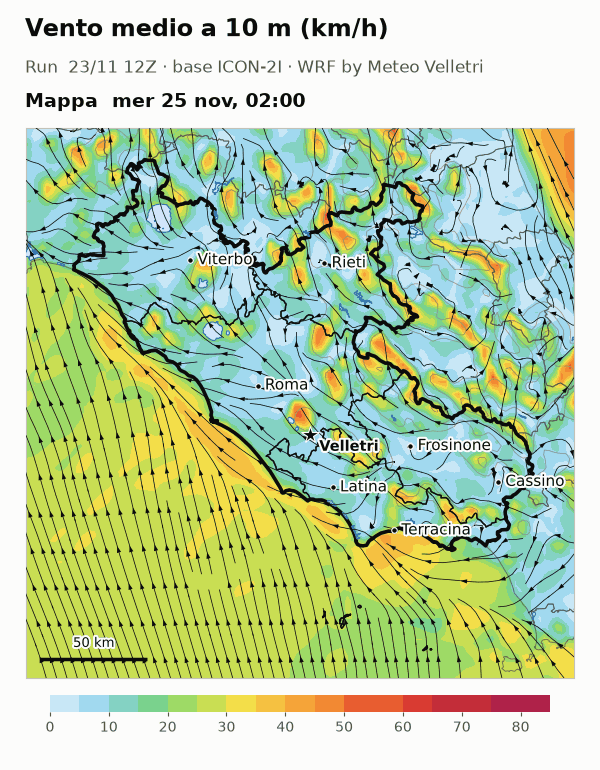 Vento medio a 10 m (km/h)
Run  23/11 12Z · base ICON-2I · WRF by Meteo Velletri
Mappa  mer 25 nov, 02:00
Viterbo
Rieti
Roma
Velletri
Frosinone
Cassino
Latina
Terracina
50 km
0 10 20 30 40 50 60 70 80